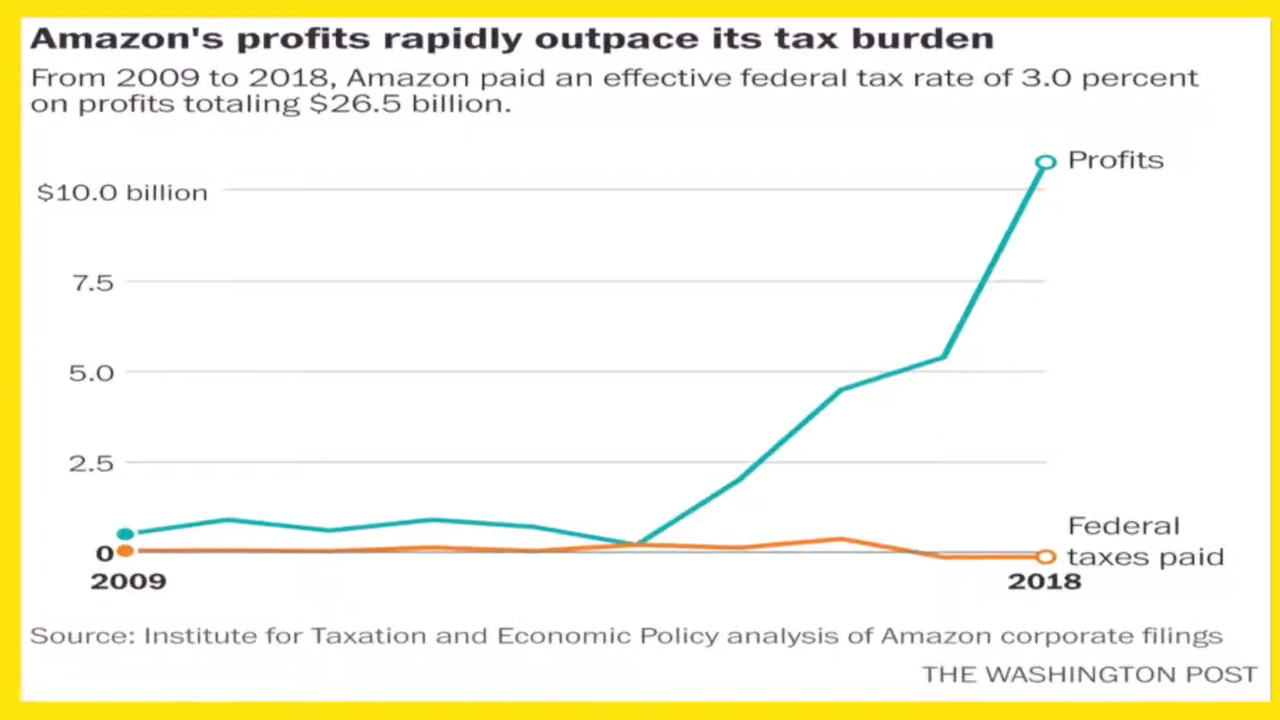 Amazon's profits rapidly outpace its tax burden
From 2009 to 2018, Amazon paid an effective federal tax rate of 3.0 percent
on profits totaling $26.5 billion.
Profits
$10.0 billion
7.5
5.0
2.5
Federal
taxes paid
0
2009
2018
Source: Institute for Taxation and Economic Policy analysis of Amazon corporate filings
THE WASHINGTON POST